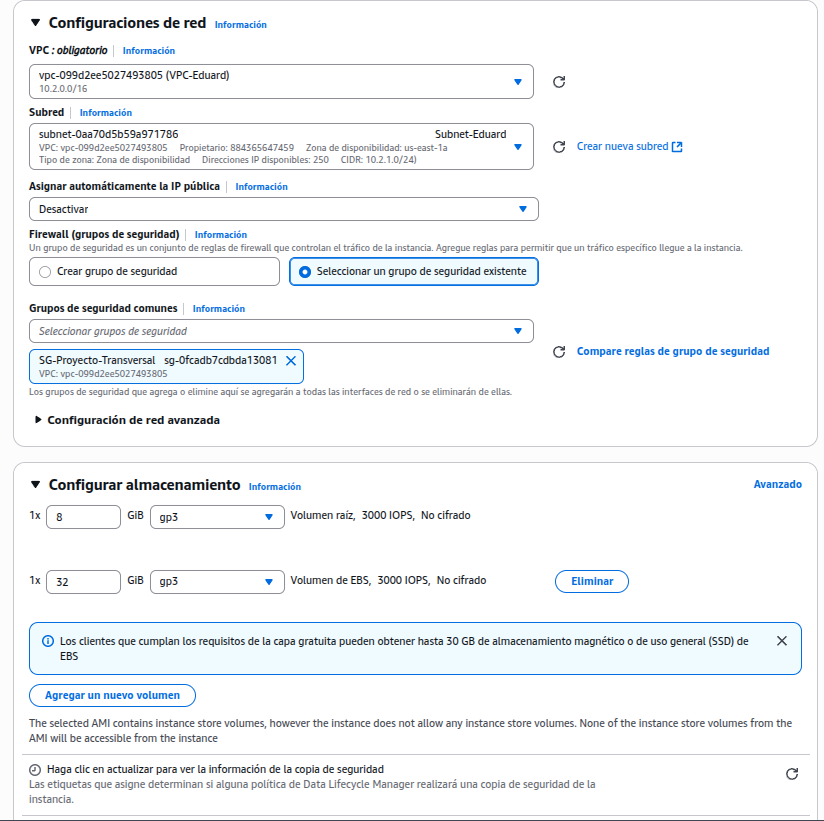 Configuraciones de red Información
VPC : obligatorio Información
vpc-099d2ee5027493805 (VPC-Eduard)
10.2.0.0/16
Subred Información
subnet-0aa70d5b59a971786 Subnet-Eduard
VPC: vpc-099d2ee5027493805 Propietario: 884365647459 Zona de disponibilidad: us-east-1a
Tipo de zona: Zona de disponibilidad Direcciones IP disponibles: 250 CIDR: 10.2.1.0/24)
Crear nueva subred
Asignar automáticamente la IP pública Información
Desactivar
Firewall (grupos de seguridad) Información
Un grupo de seguridad es un conjunto de reglas de firewall que controlan el tráfico de la instancia. Agregue reglas para permitir que un tráfico específico llegue a la instancia.
Crear grupo de seguridad
Seleccionar un grupo de seguridad existente
Grupos de seguridad comunes Información
Seleccionar grupos de seguridad
SG-Proyecto-Transversal sg-0fcadb7cdbda13081
VPC: vpc-099d2ee5027493805
Compare reglas de grupo de seguridad
Los grupos de seguridad que agrega o elimine aquí se agregarán a todas las interfaces de red o se eliminarán de ellas.
Configuración de red avanzada
Configurar almacenamiento Información Avanzado
1x 8 GiB gp3 Volumen raíz, 3000 IOPS, No cifrado
1x 32 GiB gp3 Volumen de EBS, 3000 IOPS, No cifrado Eliminar
Los clientes que cumplan los requisitos de la capa gratuita pueden obtener hasta 30 GB de almacenamiento magnético o de uso general (SSD) de
EBS
Agregar un nuevo volumen
The selected AMI contains instance store volumes, however the instance does not allow any instance store volumes. None of the instance store volumes from the
AMI will be accessible from the instance
Haga clic en actualizar para ver la información de la copia de seguridad
Las etiquetas que asigne determinan si alguna política de Data Lifecycle Manager realizará una copia de seguridad de la
instancia.